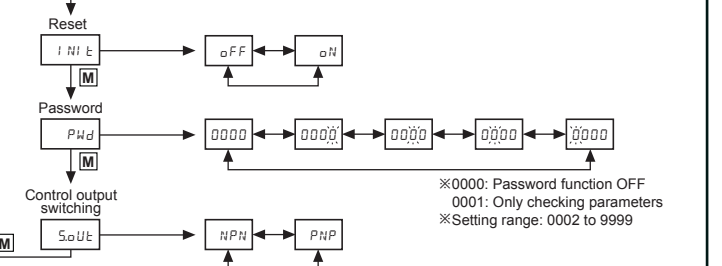 Reset
INIt
oFF
oN
M
Password
PWd
0000
0000
0000
0000
0000
M
※0000: Password function OFF
0001: Only checking parameters
※Setting range: 0002 to 9999
Control output
switching
M
S.oUt
NPN
PNP